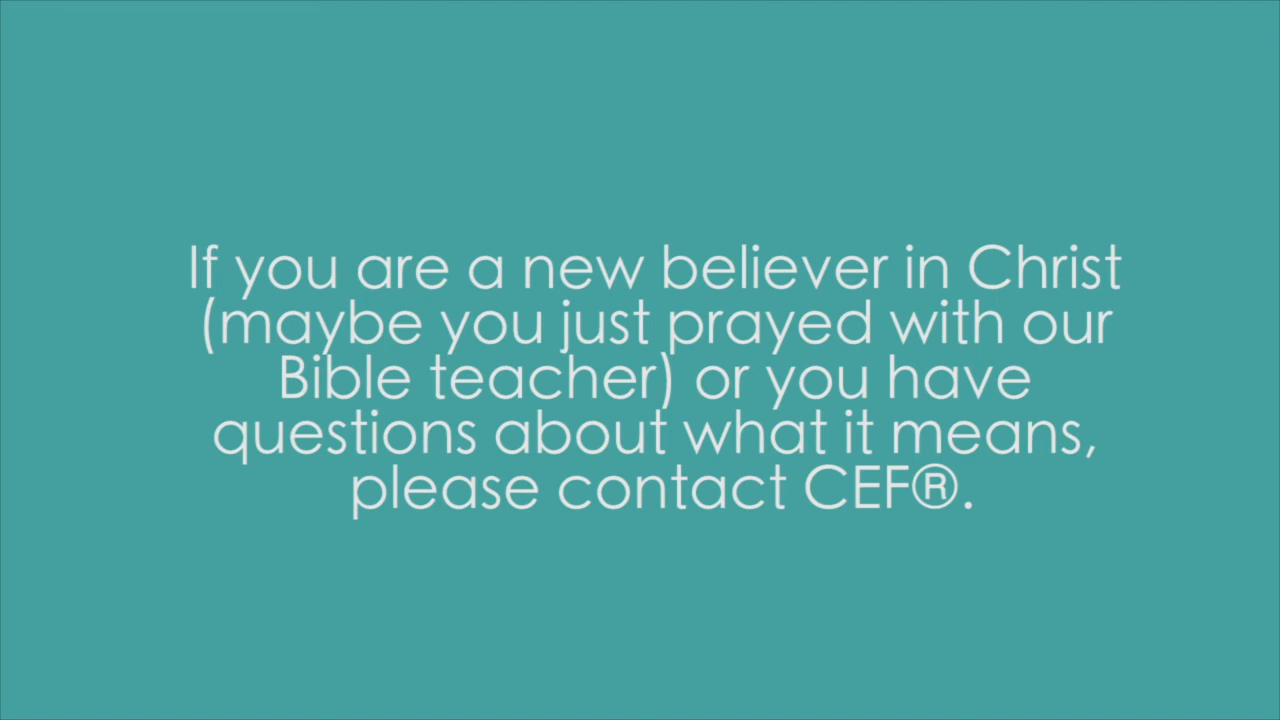 If you are a new believer in Christ
(maybe you just prayed with our
Bible teacher) or you have
questions about what it means,
please contact CEF®.